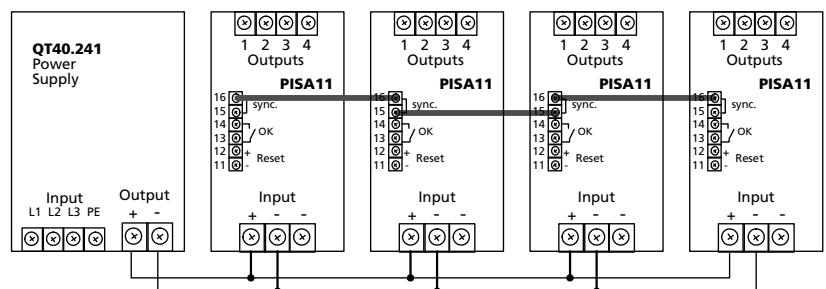 QT40.241
Power
Supply
Input
L1 L2 L3 PE
Output
+ -
1 2 3 4
Outputs
PISA11
16
15
14
13
12
11
sync.
OK
+
Reset
-
Input
+ - -
1 2 3 4
Outputs
PISA11
16
15
14
13
12
11
sync.
OK
+
Reset
-
Input
+ - -
1 2 3 4
Outputs
PISA11
16
15
14
13
12
11
sync.
OK
+
Reset
-
Input
+ - -
1 2 3 4
Outputs
PISA11
16
15
14
13
12
11
sync.
OK
+
Reset
-
Input
+ - -